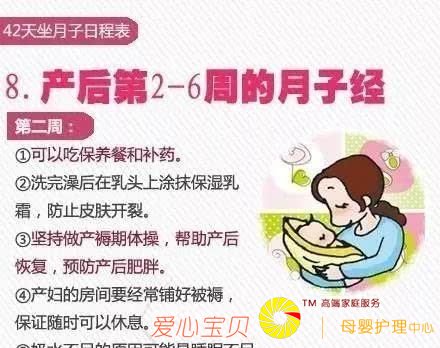 42天坐月子日程表
8.产后第2-6周的月子经
第二周：
①可以吃保养餐和补药。
②洗完澡后在乳头上涂抹保湿乳
霜，防止皮肤开裂。
③坚持做产褥期体操，帮助产后
恢复，预防产后肥胖。
④产妇的房间要经常铺好被褥，
保证随时可以休息。
爱心宝贝
TM 高端家庭服务
母婴护理中心